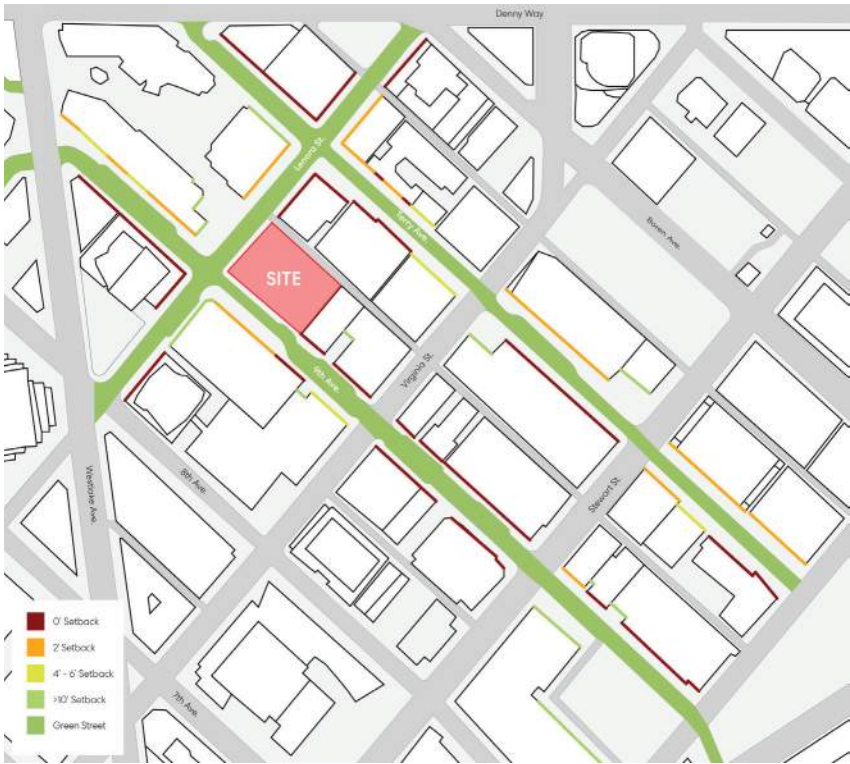 Denny Way
Lenora St.
Terry Ave.
Boren Ave.
SITE
9th Ave.
Virginia St.
Westlake Ave.
8th Ave.
Stewart St.
7th Ave.
0' Setback
2' Setback
4' - 6' Setback
>10' Setback
Green Street